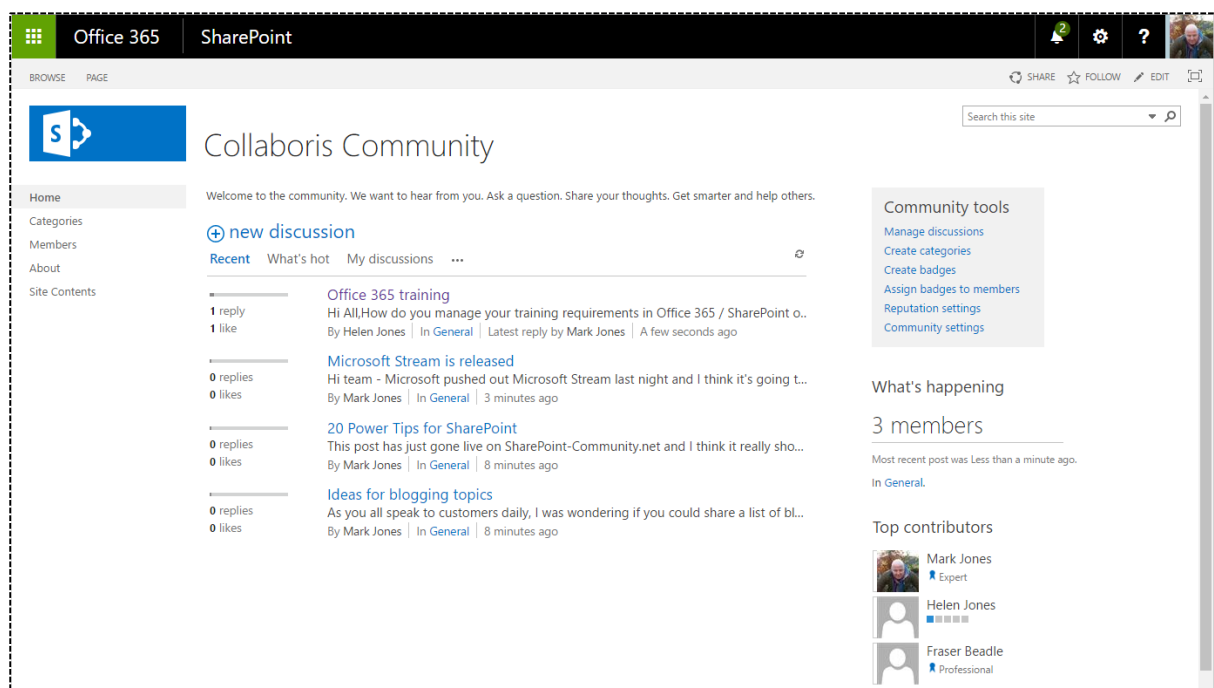 Office 365 SharePoint 2 ?
BROWSE PAGE SHARE FOLLOW EDIT
S
Search this site
Collaboris Community
Home
Categories
Members
About
Site Contents
Welcome to the community. We want to hear from you. Ask a question. Share your thoughts. Get smarter and help others.
new discussion
Recent What's hot My discussions ...
Office 365 training
1 reply
1 like
Hi All,How do you manage your training requirements in Office 365 / SharePoint o..
By Helen Jones In General Latest reply by Mark Jones A few seconds ago
Microsoft Stream is released
0 replies
0 likes
Hi team - Microsoft pushed out Microsoft Stream last night and I think it's going t...
By Mark Jones In General 3 minutes ago
20 Power Tips for SharePoint
0 replies
0 likes
This post has just gone live on SharePoint-Community.net and I think it really sho...
By Mark Jones In General 8 minutes ago
Ideas for blogging topics
0 replies
0 likes
As you all speak to customers daily, I was wondering if you could share a list of bl...
By Mark Jones In General 8 minutes ago
Community tools
Manage discussions
Create categories
Create badges
Assign badges to members
Reputation settings
Community settings
What's happening
3 members
Most recent post was Less than a minute ago.
In General.
Top contributors
Mark Jones
Expert
Helen Jones
Fraser Beadle
Professional